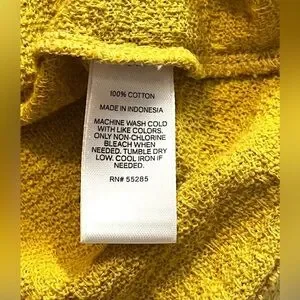 100% COTTON
MADE IN INDONESIA
MACHINE WASH COLD
WITH LIKE COLORS.
ONLY NON-CHLORINE
BLEACH WHEN
NEEDED. TUMBLE DRY
LOW. COOL IRON IF
NEEDED.
RN# 55285